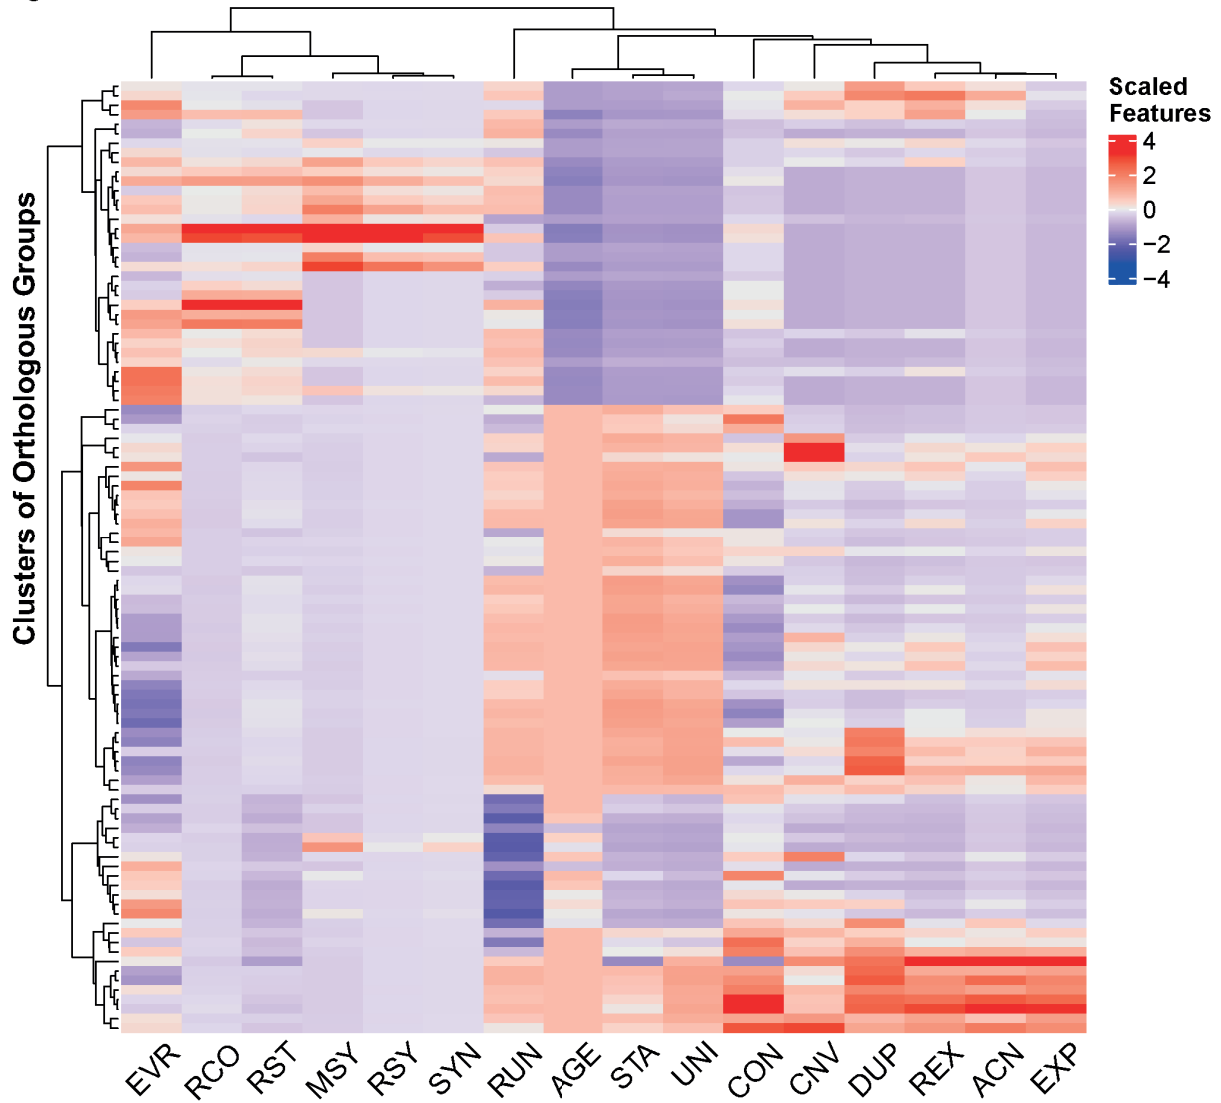 Scaled
Features
4
2
0
−2
−4
Clusters of Orthologous Groups
EVR RCO RST MSY RSY SYN RUN AGE STA UNI CON CNV DUP REX ACN EXP